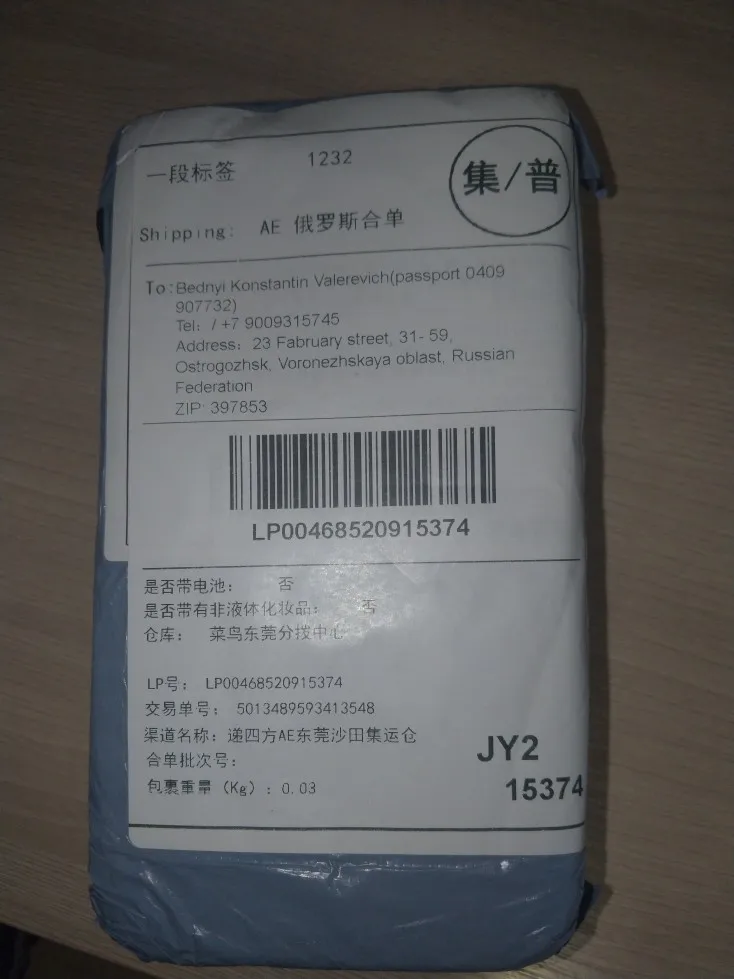 一段标签 1232
集/普
Shipping: AE 俄罗斯合单
To:Bednyi Konstantin Valerevich(passport 0409
907732)
Tel: / +7 9009315745
Address: 23 Fabruary street, 31- 59,
Ostrogozhsk, Voronezhskaya oblast, Russian
Federation
ZIP: 397853
LP00468520915374
是否带电池: 否
是否带有非液体化妆品: 否
仓库: 菜鸟东莞分拨中心
LP号: LP00468520915374
交易单号: 5013489593413548
渠道名称: 递四方AE东莞沙田集运仓
合单批次号:
JY2
包裹重量 (Kg) : 0.03
15374